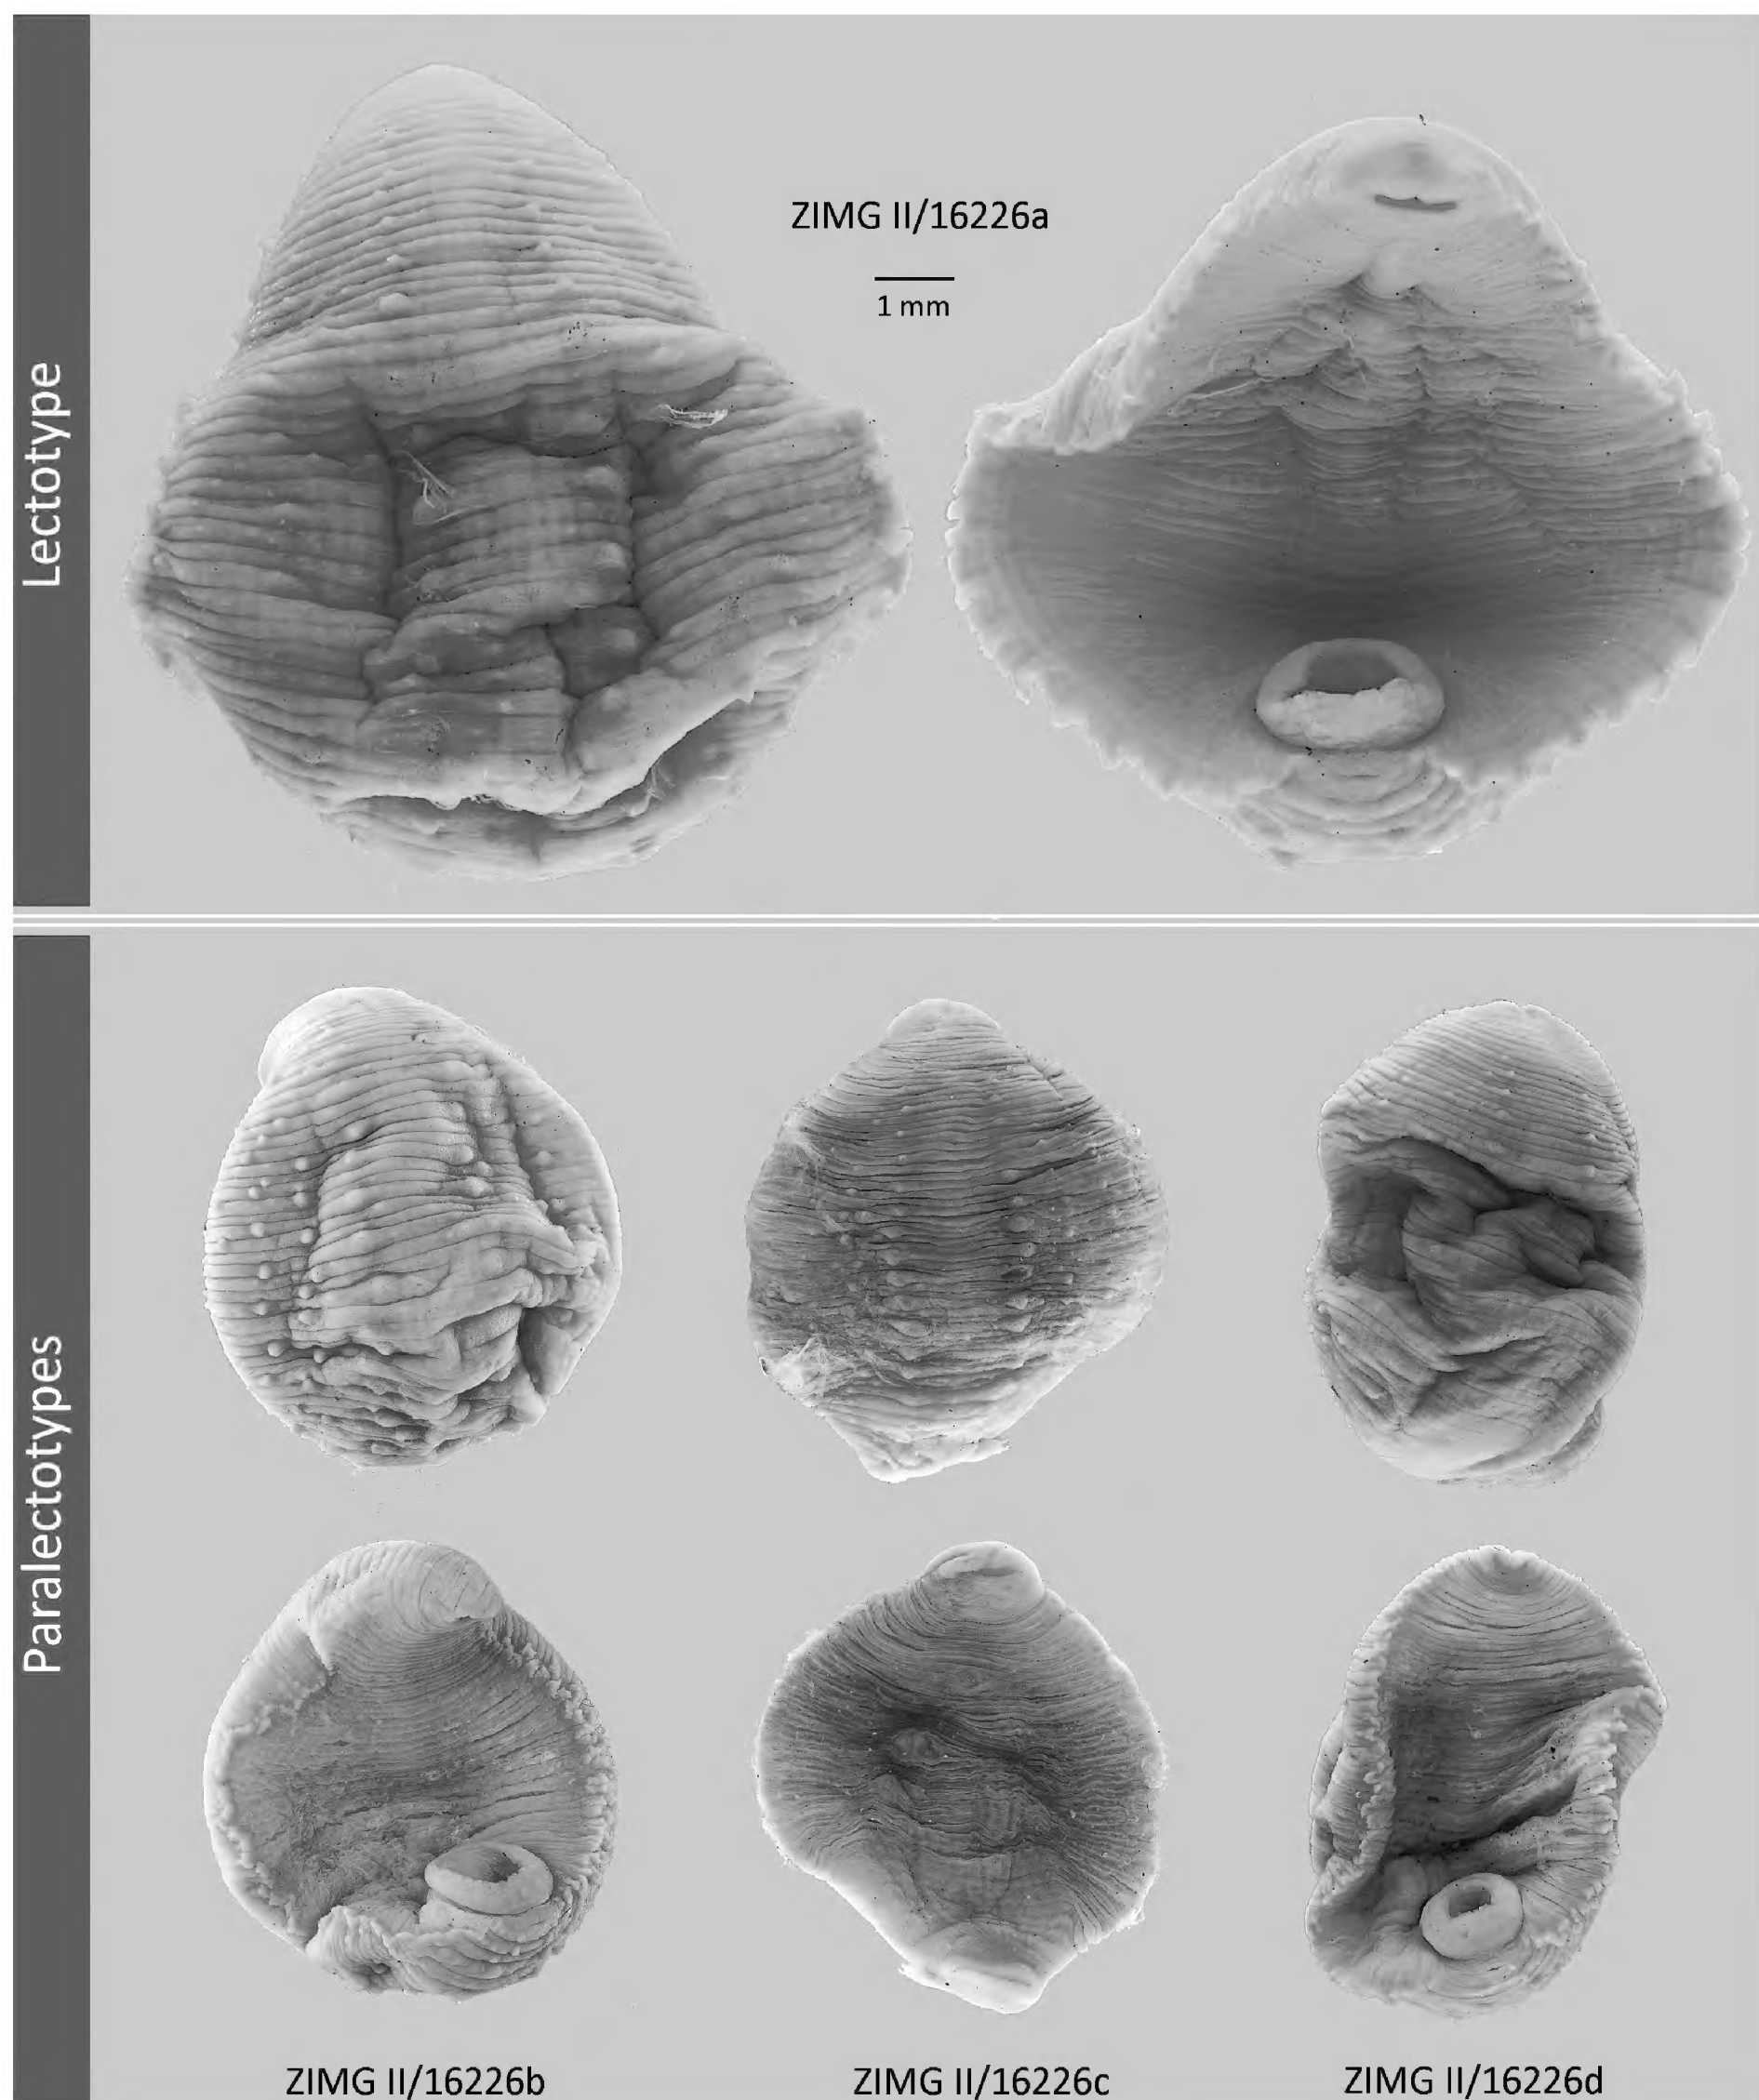 Lectotype
ZIMG II/16226a
1 mm
Paralectotypes
ZIMG II/16226b
ZIMG II/16226c
ZIMG II/16226d